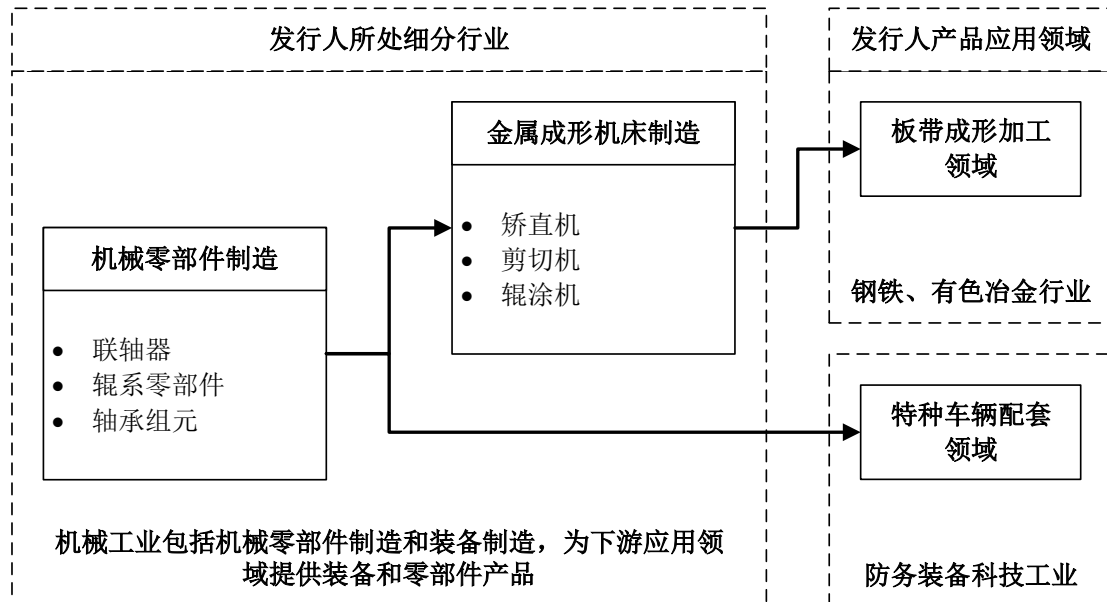 发行人所处细分行业
机械零部件制造
● 联轴器
● 辊系零部件
● 轴承组元
金属成形机床制造
● 矫直机
● 剪切机
● 辊涂机
机械工业包括机械零部件制造和装备制造，为下游应用领
域提供装备和零部件产品
发行人产品应用领域
板带成形加工
领域
钢铁、有色冶金行业
特种车辆配套
领域
防务装备科技工业